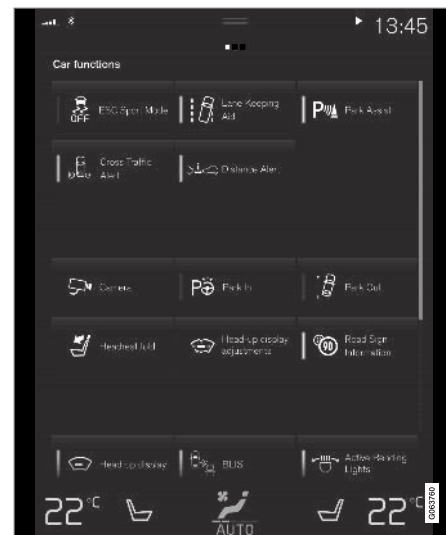 13:45
Car functions
OFF
ESC Sport Mode
Lane Keeping
Aid
P
Park Assist
Cross Traffic
Alert
Distance Alert
Camera
P
Park In
Park Out
Headrest fold
Head-up display
adjustments
90
Road Sign
Information
Head-up display
BLIS
Active Bending
Lights
22°C
AUTO
22°C
G063760